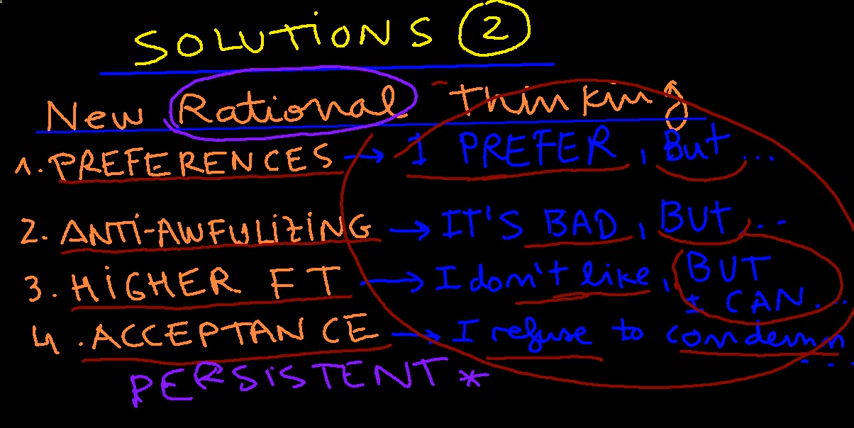 SOLUTIONS 2
New Rational Thinking
1. PREFERENCES → I PREFER, But...
2. ANTI-AWFULIZING → IT'S BAD, BUT...
3. HIGHER FT → I don't like, BUT
I CAN...
4. ACCEPTANCE → I refuse to condemn
...
PERSISTENT *